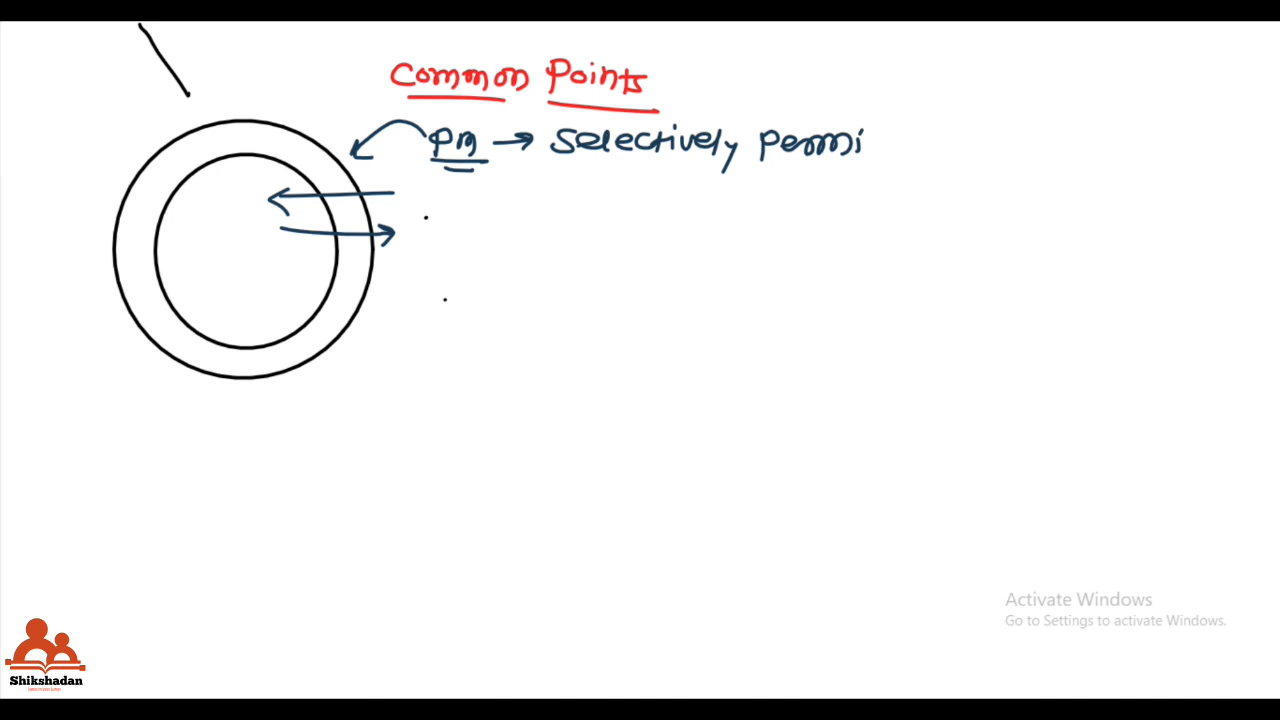 Common Points
PM → Selectively Permi
Activate Windows
Go to Settings to activate Windows.
Shikshadan